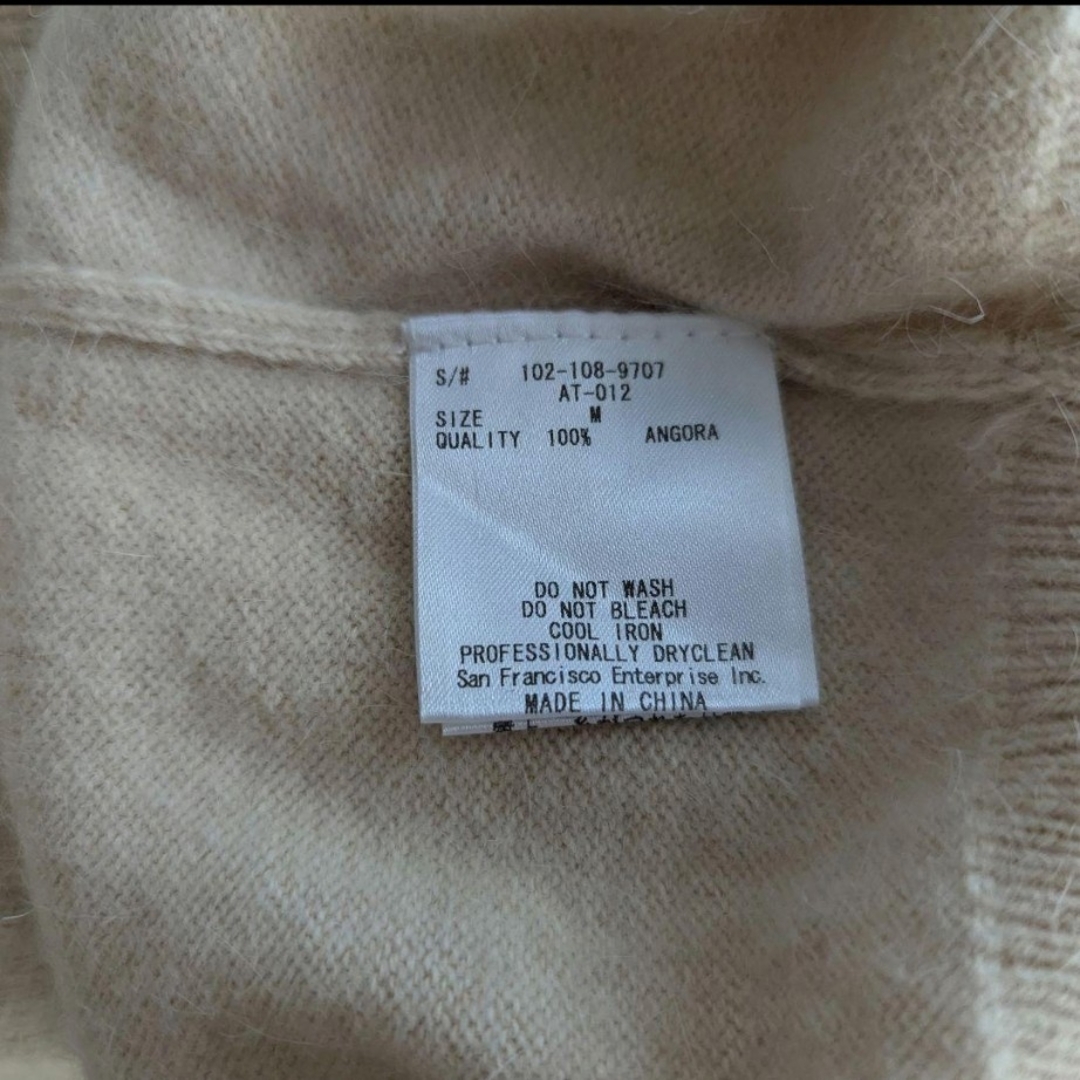 S/# 102-108-9707
AT-012
SIZE M
QUALITY 100% ANGORA
DO NOT WASH
DO NOT BLEACH
COOL IRON
PROFESSIONALLY DRYCLEAN
San Francisco Enterprise Inc.
MADE IN CHINA